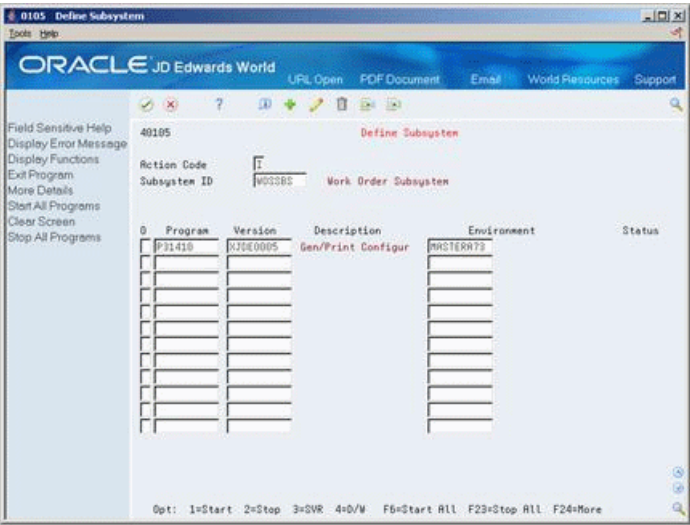 0105 Define Subsystem
Tools Help
ORACLE JD Edwards World
URL Open PDF Document Email World Resources Support
Field Sensitive Help
Display Error Message
Display Functions
Exit Program
More Details
Start All Programs
Clear Screen
Stop All Programs
40105 Define Subsystem
Action Code I
Subsystem ID WOSSBS Work Order Subsystem
O Program Version Description Environment Status
P31410 XJDE0005 Gen/Print Configur MASTERA73
Opt: 1=Start 2=Stop 3=SVR 4=D/W F6=Start All F23=Stop All F24=More